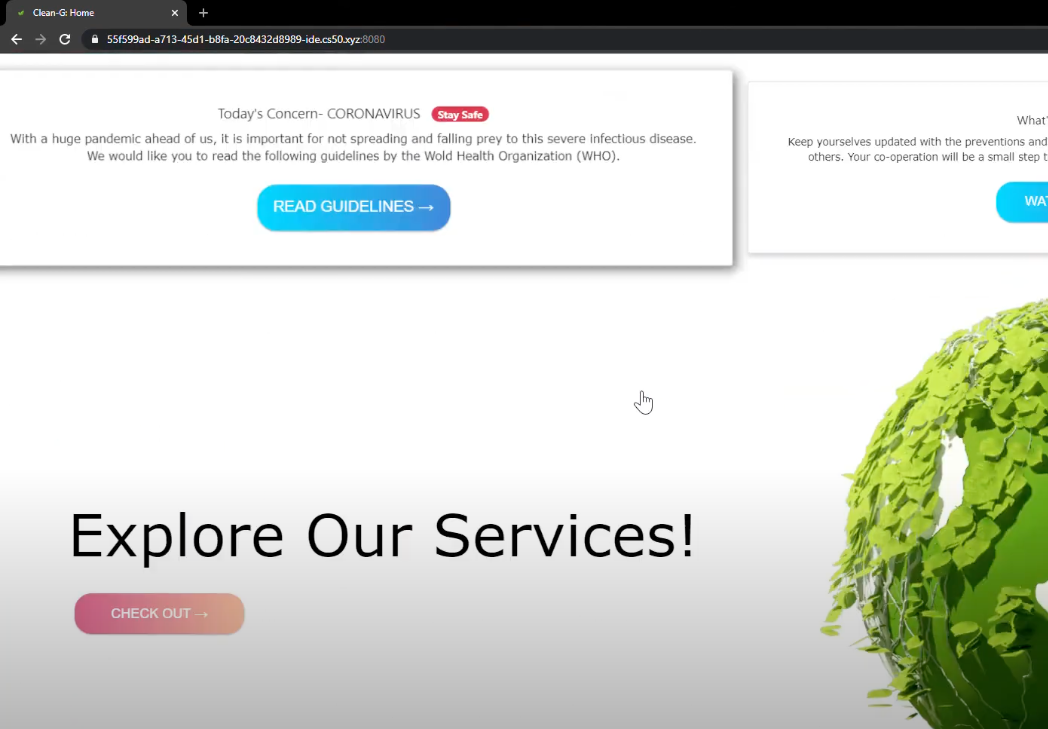 Clean-G: Home
55f599ad-a713-45d1-b8fa-20c8432d8989-ide.cs50.xyz:8080
Today's Concern- CORONAVIRUS Stay Safe
With a huge pandemic ahead of us, it is important for not spreading and falling prey to this severe infectious disease.
We would like you to read the following guidelines by the Wold Health Organization (WHO).
READ GUIDELINES →
What'
Keep yourselves updated with the preventions and
others. Your co-operation will be a small step t
WAT
Explore Our Services!
CHECK OUT →